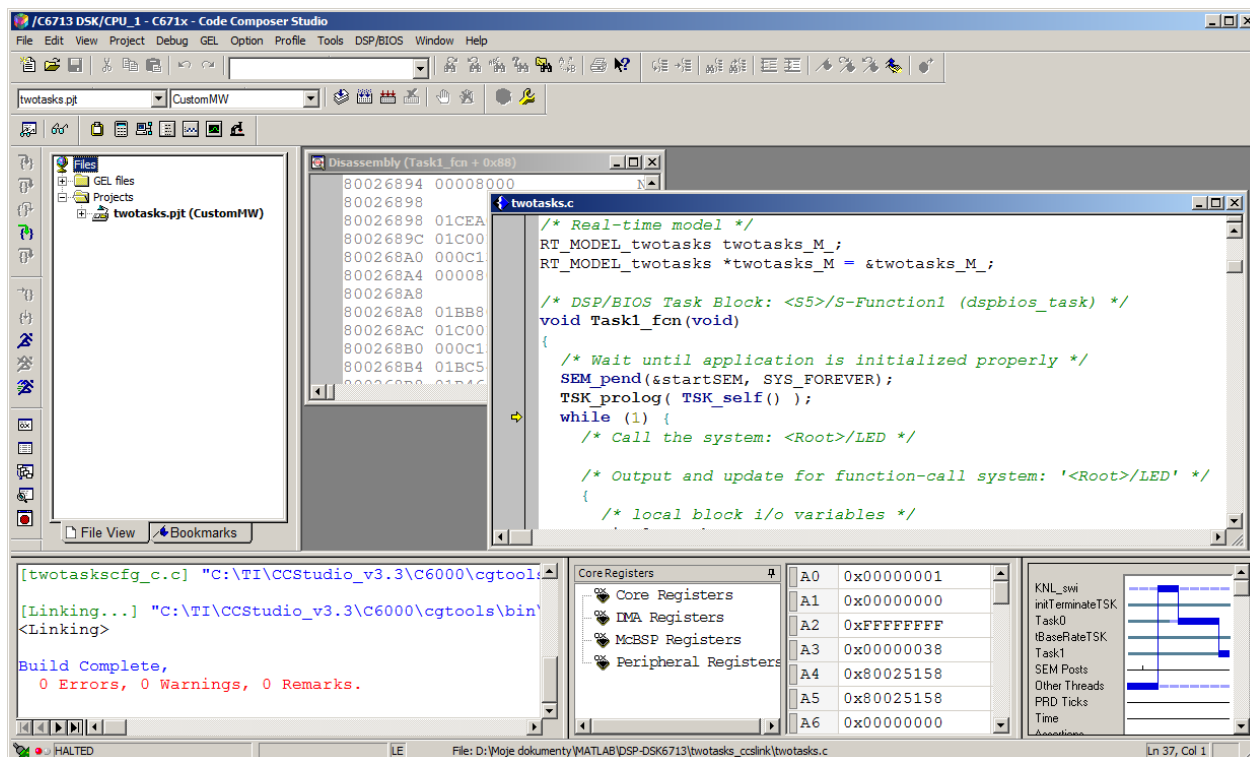 /C6713 DSK/CPU_1 - C671x - Code Composer Studio
File Edit View Project Debug GEL Option Profile Tools DSP/BIOS Window Help
twotasks.pjt CustomMW
Files
GEL files
Projects
twotasks.pjt (CustomMW)
File View Bookmarks
Disassembly (Task1_fcn + 0x88)
80026894 00008000 N
80026898
80026898 01CEA
8002689C 01C00
800268A0 000C1
800268A4 00008
800268A8
800268A8 01BB8
800268AC 01C00
800268B0 000C1
800268B4 01BC5
twotasks.c
/* Real-time model */
RT_MODEL_twotasks twotasks_M_;
RT_MODEL_twotasks *twotasks_M = &twotasks_M_;
/* DSP/BIOS Task Block: <S5>/S-Function1 (dspbios_task) */
void Task1_fcn(void)
{
/* Wait until application is initialized properly */
SEM_pend(&startSEM, SYS_FOREVER);
TSK_prolog( TSK_self() );
while (1) {
/* Call the system: <Root>/LED */
/* Output and update for function-call system: '<Root>/LED' */
{
/* local block i/o variables */
[twotaskscfg_c.c] "C:\TI\CCStudio_v3.3\C6000\cgtools
[Linking...] "C:\TI\CCStudio_v3.3\C6000\cgtools\bin\
<Linking>
Build Complete,
0 Errors, 0 Warnings, 0 Remarks.
Core Registers
Core Registers
DMA Registers
McBSP Registers
Peripheral Registers
A0 0x00000001
A1 0x00000000
A2 0xFFFFFFFF
A3 0x00000038
A4 0x80025158
A5 0x80025158
A6 0x00000000
KNL_swi
initTerminateTSK
Task0
tBaseRateTSK
Task1
SEM Posts
Other Threads
PRD Ticks
Time
HALTED LE File: D:\Moje dokumenty\MATLAB\DSP-DSK6713\twotasks_ccslink\twotasks.c Ln 37, Col 1